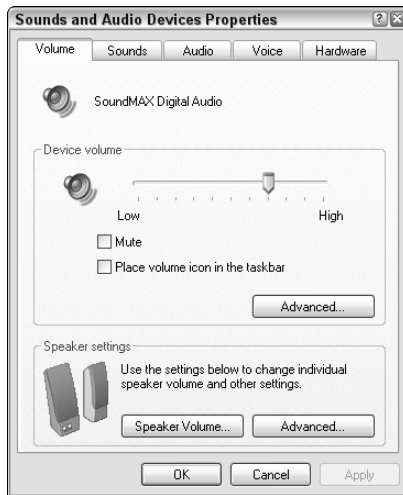 Sounds and Audio Devices Properties
Volume Sounds Audio Voice Hardware
SoundMAX Digital Audio
Device volume
Low High
Mute
Place volume icon in the taskbar
Advanced...
Speaker settings
Use the settings below to change individual
speaker volume and other settings.
Speaker Volume... Advanced...
OK Cancel Apply